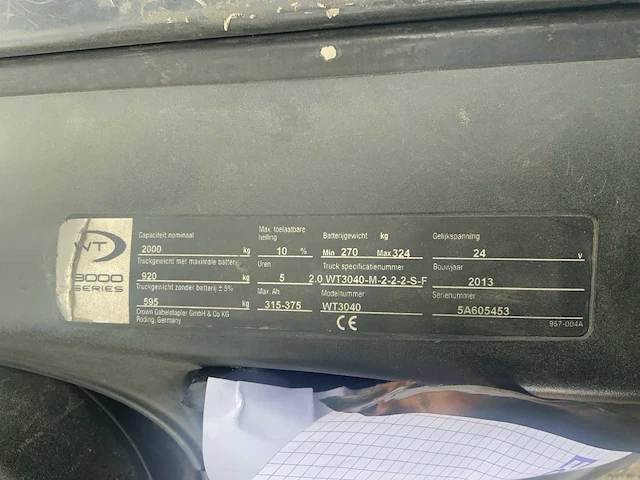 WT
3000
SERIES
Capaciteit nominaal
2000 kg
Truckgewicht met maximale batterij
920 kg
Truckgewicht zonder batterij ± 5%
595 kg
Crown Gabelstapler GmbH & Co KG
Roding, Germany
Max. toelaatbare
helling
10 %
Uren
5
Max. Ah
315-375
Batterijgewicht kg
Min 270 Max 324
Truck specificatienummer
2.0 WT3040-M-2-2-2-S-F
Modelnummer
WT3040
CE
Gelijkspanning
24 v
Bouwjaar
2013
Serienummer
5A605453
957-004A